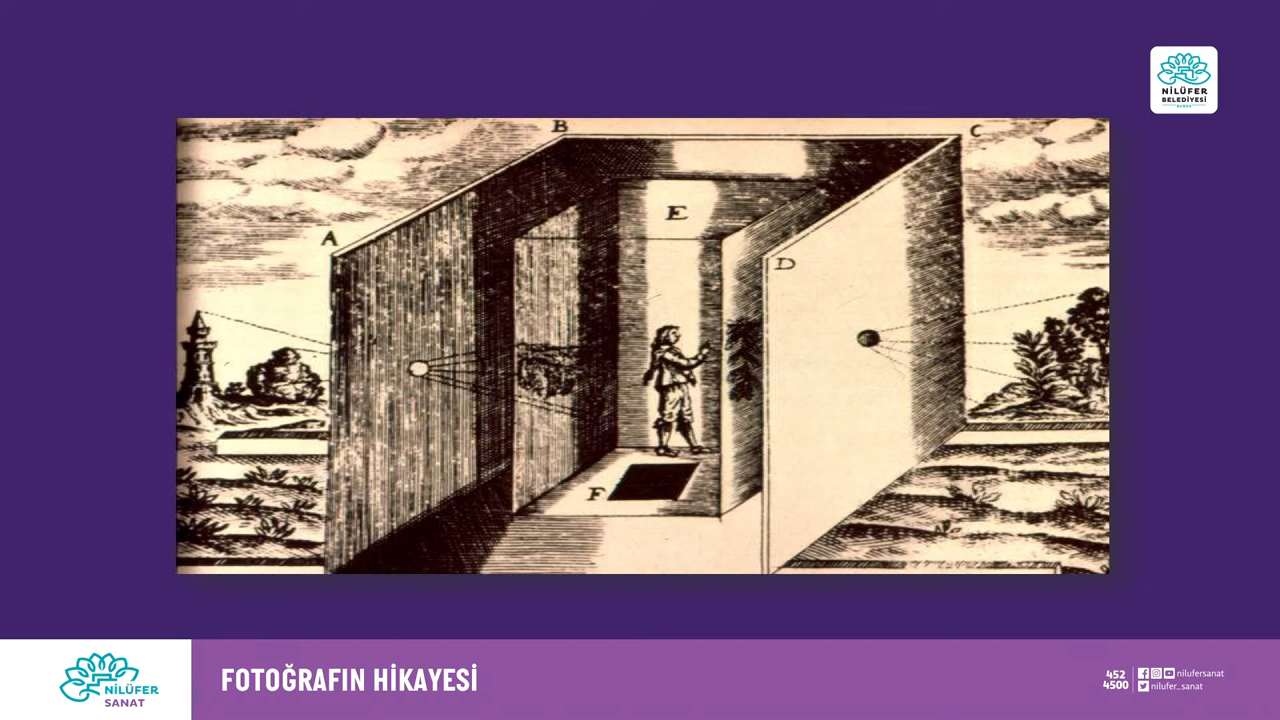 NİLÜFER
BELEDİYESİ
B
C
A
E
D
F
NİLÜFER
SANAT
FOTOĞRAFIN HİKAYESİ
452
4500
nilufersanat
nilufer_sanat